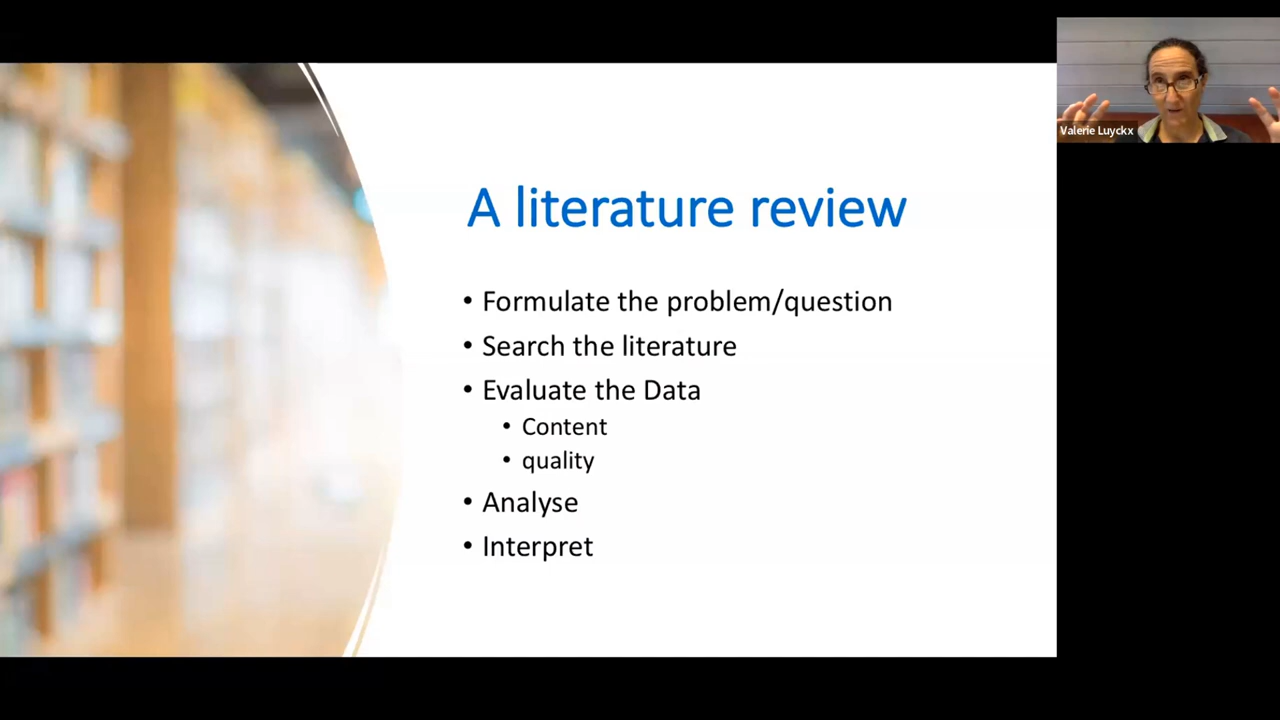 A literature review
• Formulate the problem/question
• Search the literature
• Evaluate the Data
• Content
• quality
• Analyse
• Interpret
Valerie Luyckx